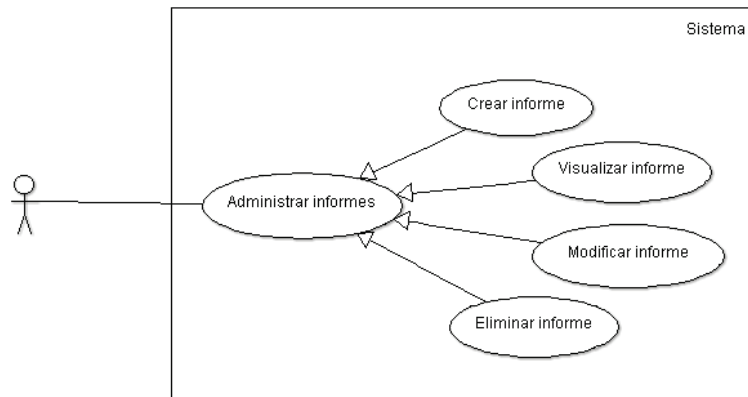 Sistema
Crear informe
Visualizar informe
Administrar informes
Modificar informe
Eliminar informe